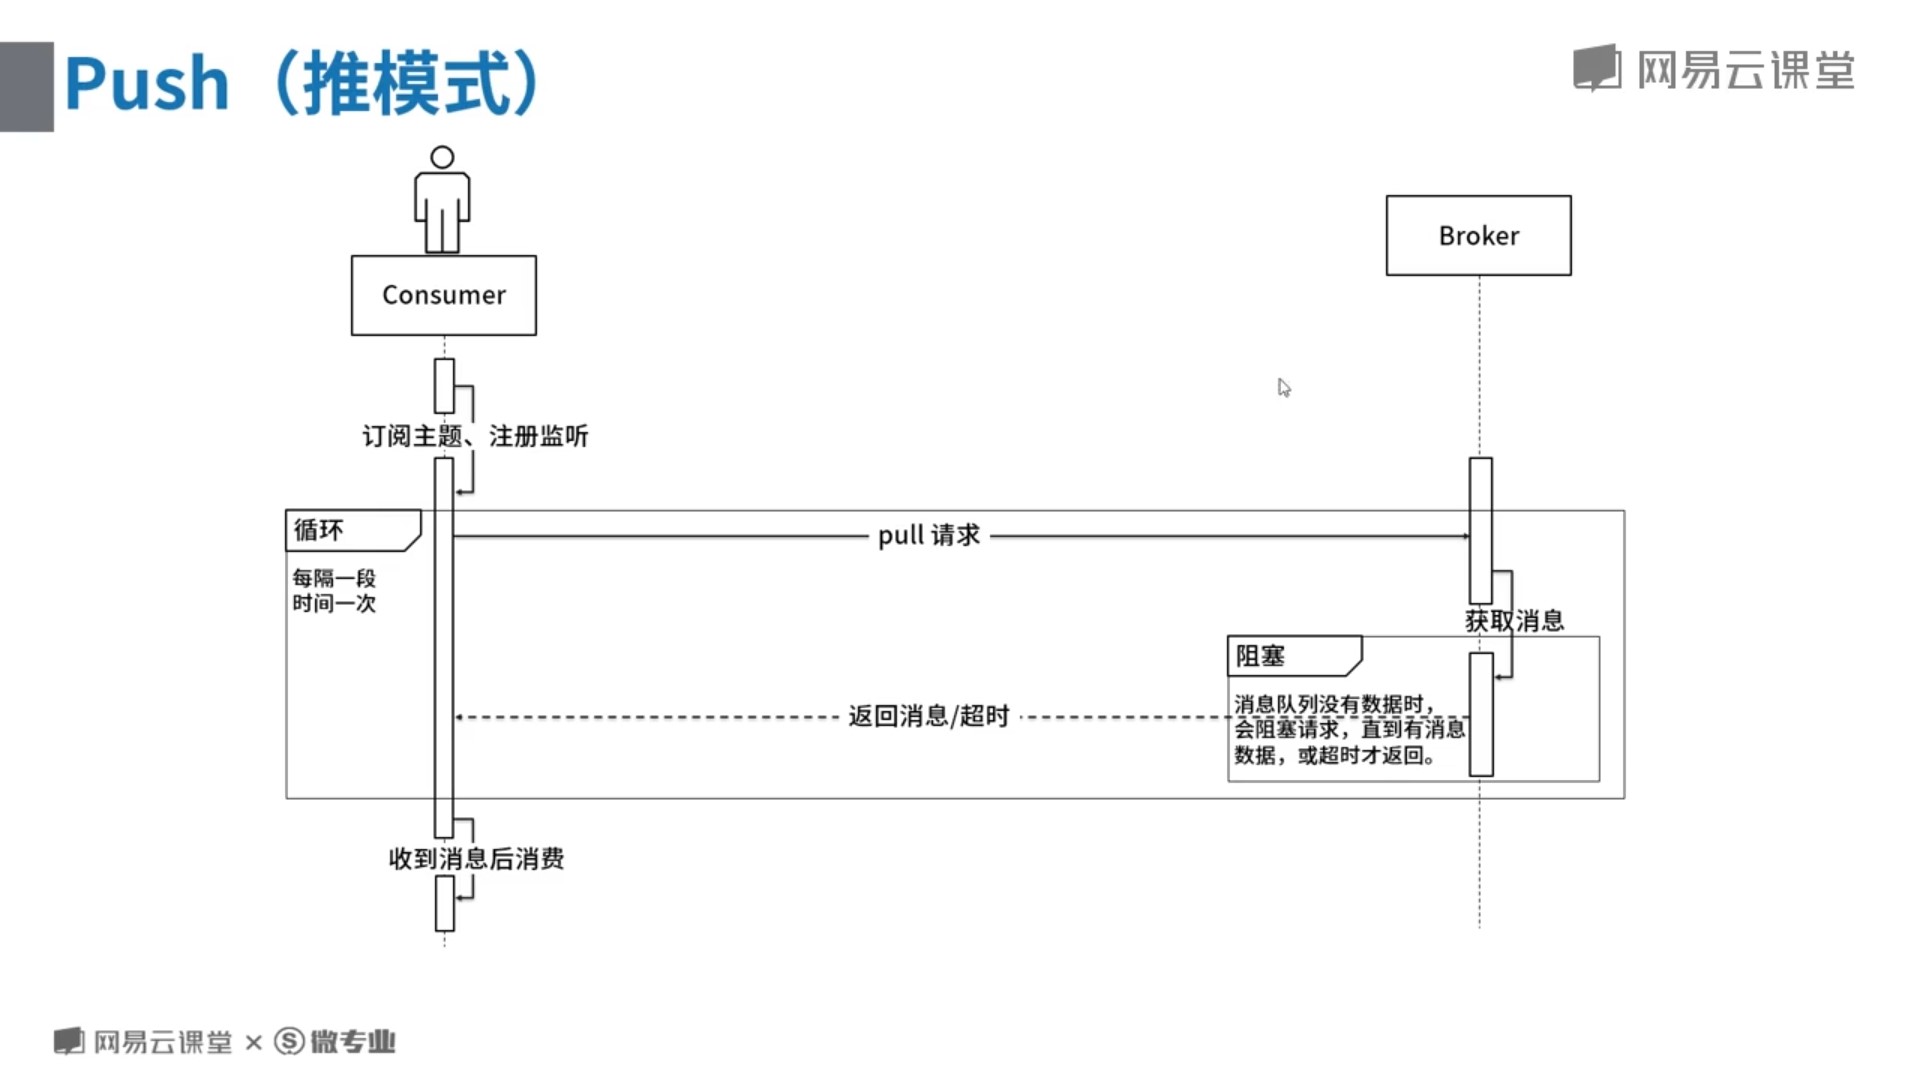 Push（推模式）
网易云课堂
Consumer
Broker
订阅主题、注册监听
循环
pull 请求
每隔一段
时间一次
获取消息
阻塞
消息队列没有数据时，
会阻塞请求，直到有消息
数据，或超时才返回。
返回消息/超时
收到消息后消费
网易云课堂 × 微专业